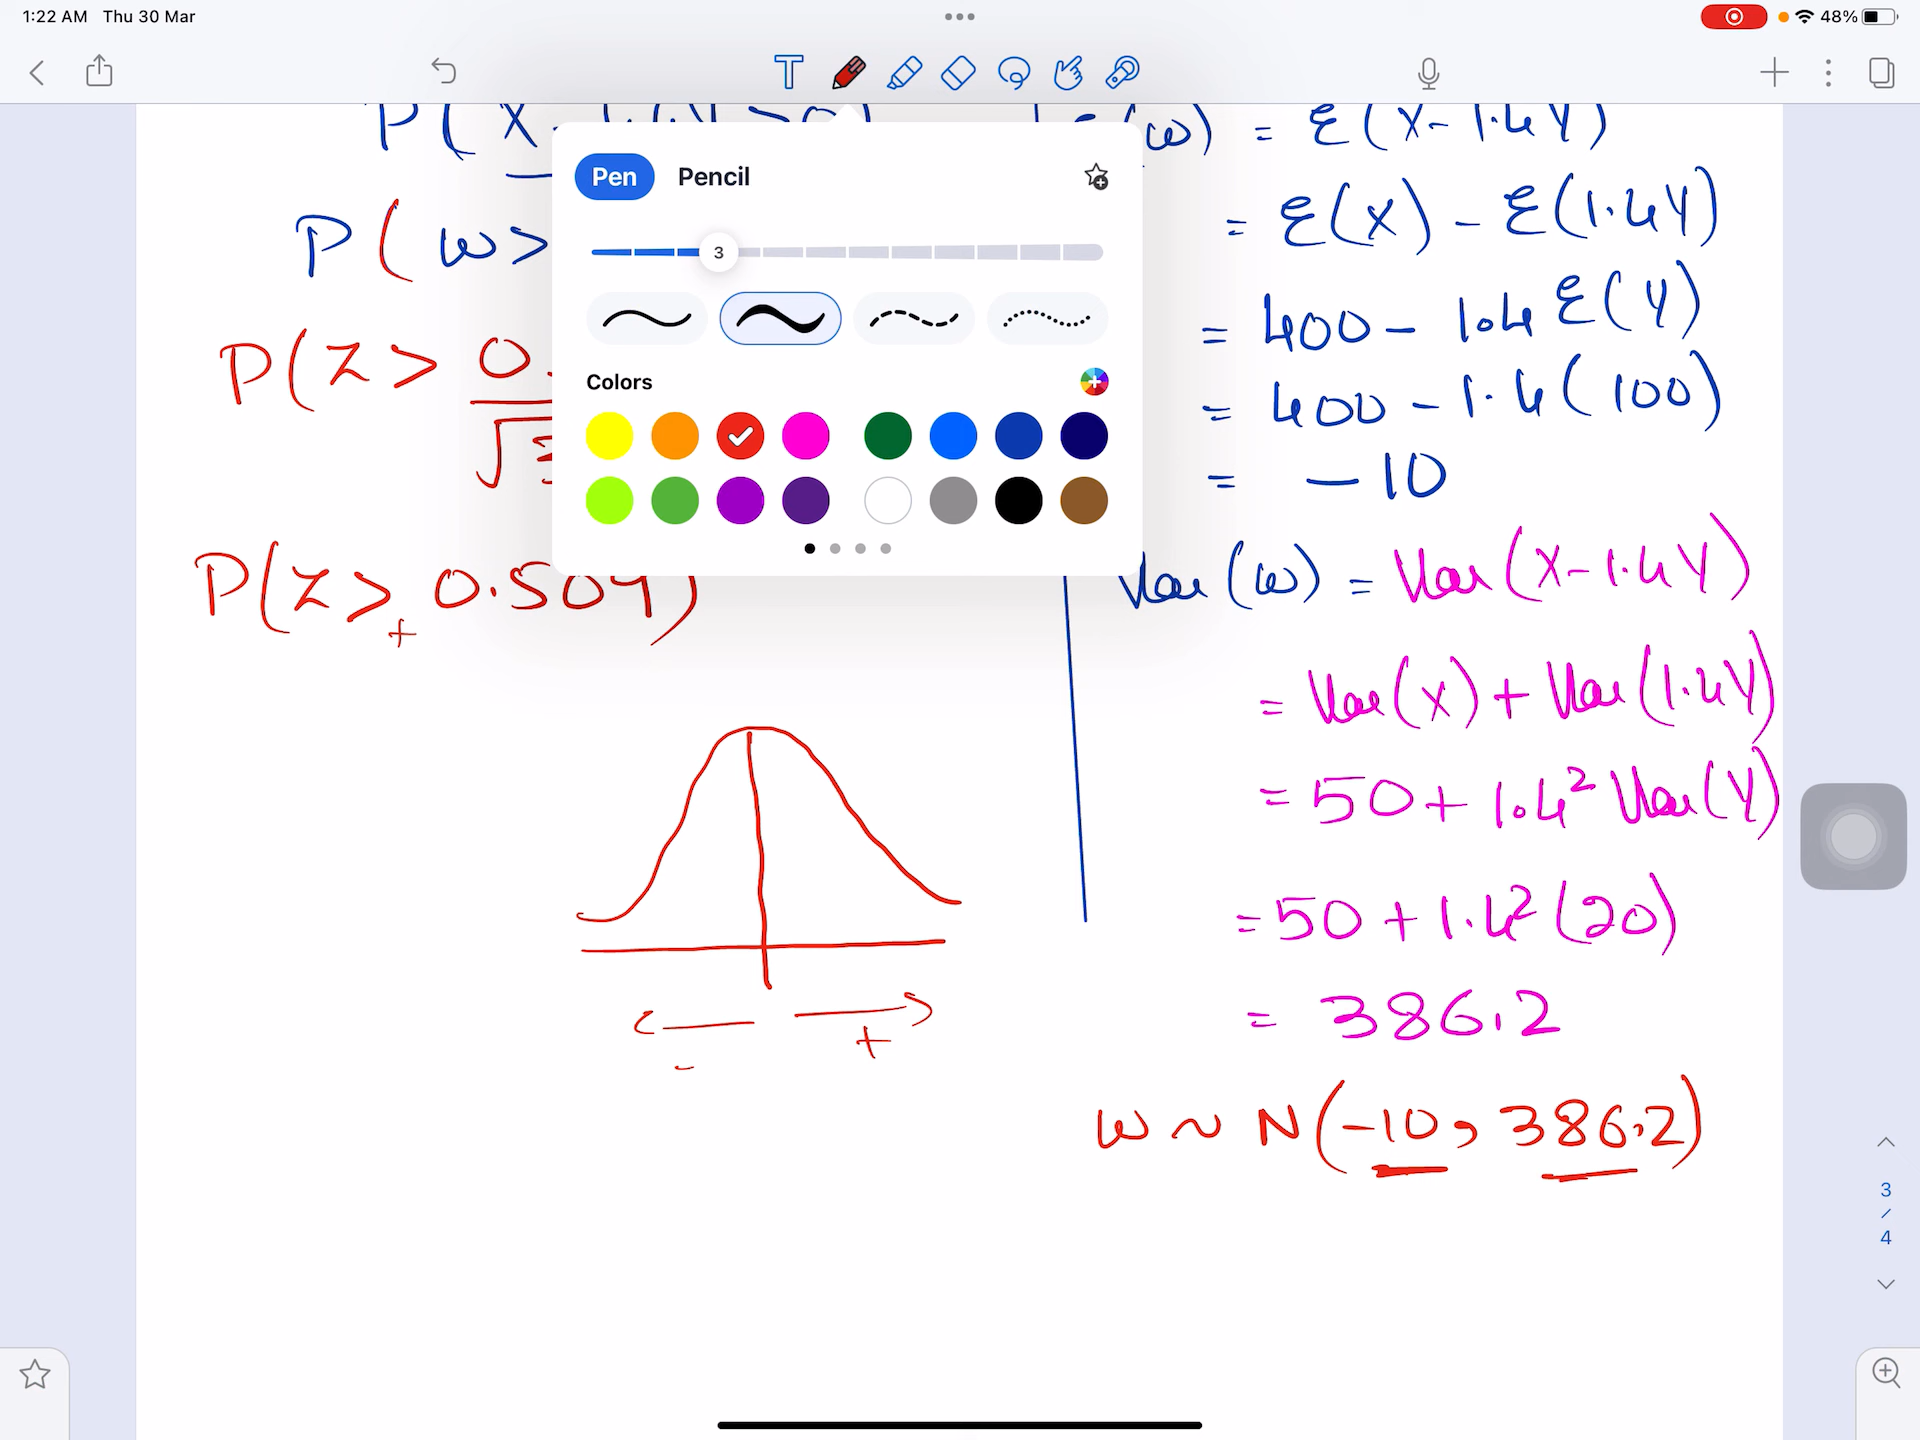 1:22 AM Thu 30 Mar
48%
T
P( X
P( w>
P(Z > 0.
P(Z > 0.509)
+
Pen Pencil
3
Colors
(w) = E(X- 1.4Y)
= E(X) - E(1.4Y)
= 400 - 1.4 E(Y)
= 400 - 1.4( 100)
= -10
Var (w) = Var (X-1.4Y)
= Var(X) + Var(1.4Y)
= 50 + 1.4² Var(Y)
= 50 + 1.4² (20)
= 386.2
w ~ N(-10, 386.2)
-
+
3
/
4